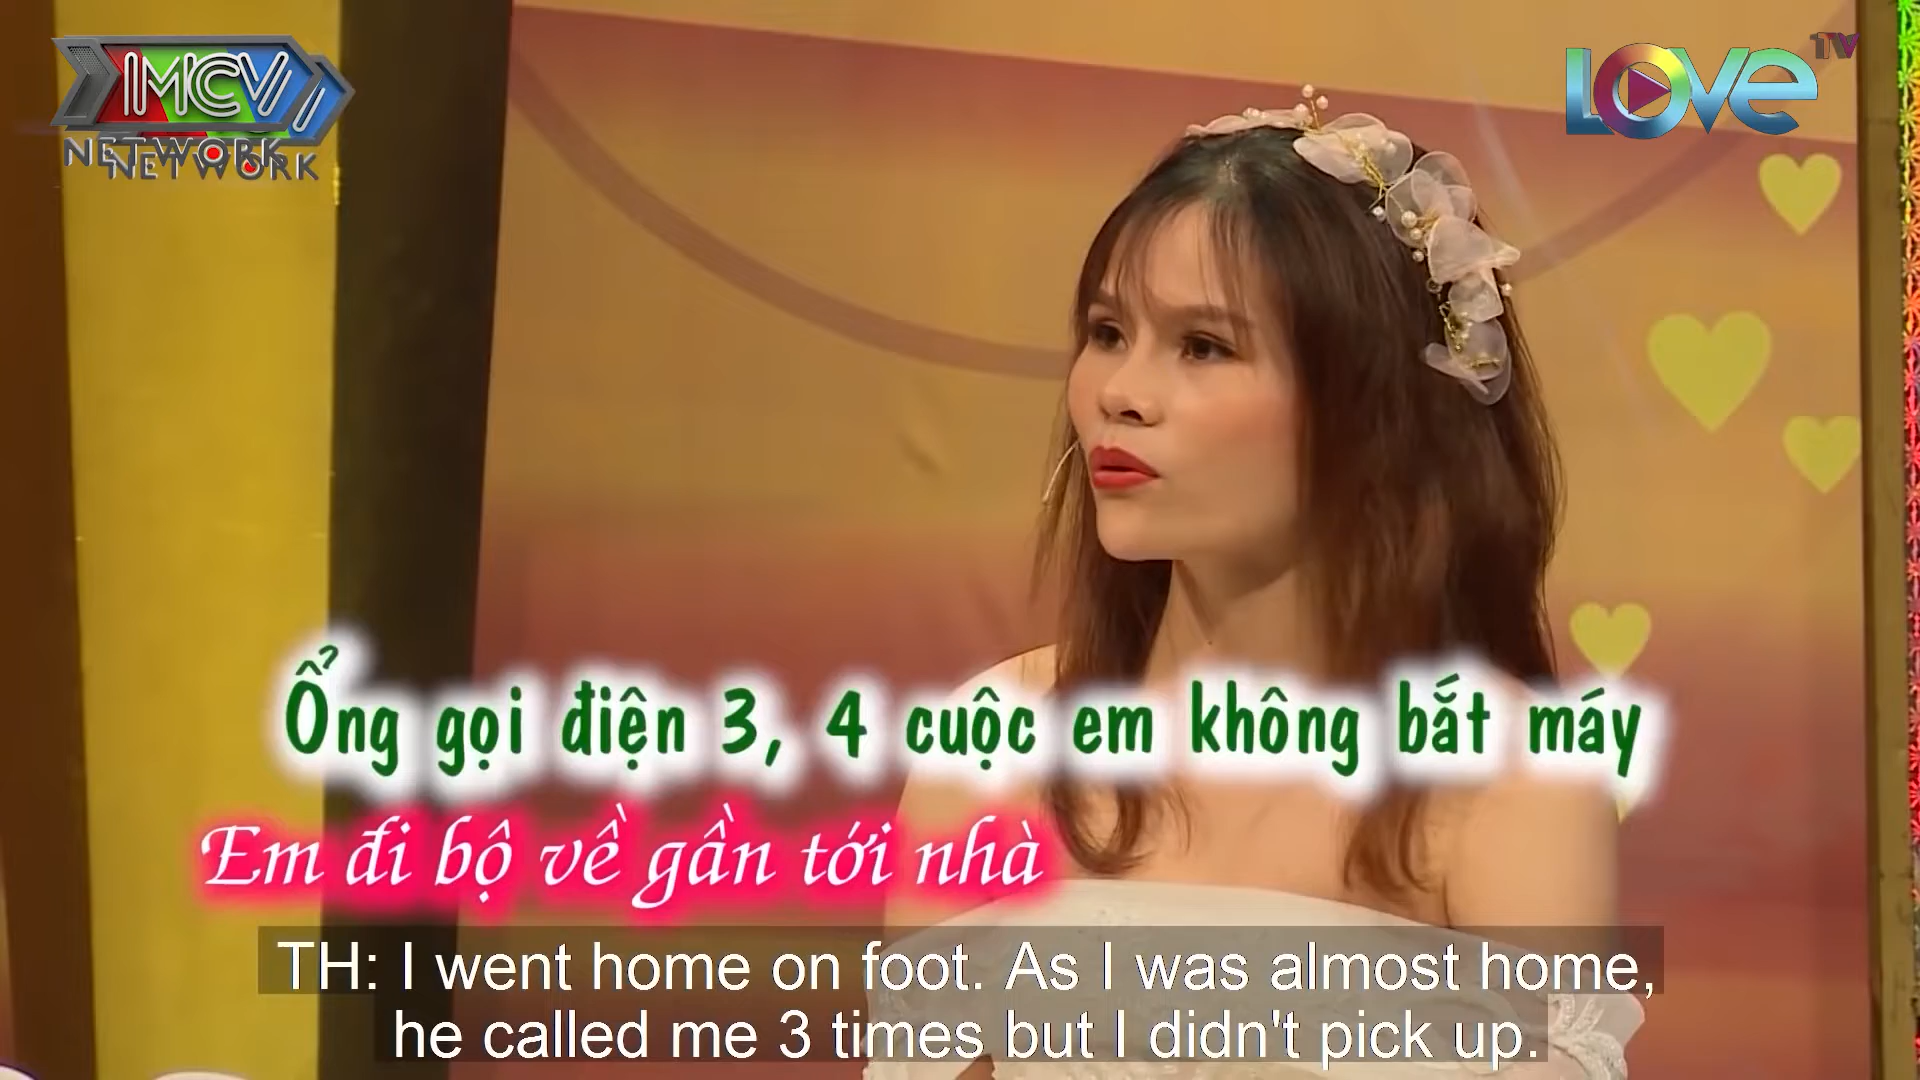 MCV
NETWORK
NETWORK
LOVE TV
Ổng gọi điện 3, 4 cuộc em không bắt máy
Em đi bộ về gần tới nhà
TH: I went home on foot. As I was almost home,
he called me 3 times but I didn't pick up.